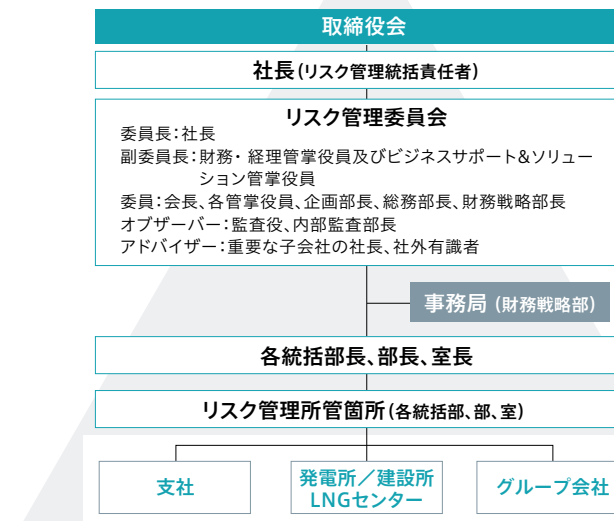 取締役会
社長(リスク管理統括責任者)
リスク管理委員会
委員長:社長
副委員長:財務・経理管掌役員及びビジネスサポート&ソリュー
ション管掌役員
委員:会長、各管掌役員、企画部長、総務部長、財務戦略部長
オブザーバー:監査役、内部監査部長
アドバイザー:重要な子会社の社長、社外有識者
事務局(財務戦略部)
各統括部長、部長、室長
リスク管理所管箇所(各統括部、部、室)
支社
発電所/建設所
LNGセンター
グループ会社